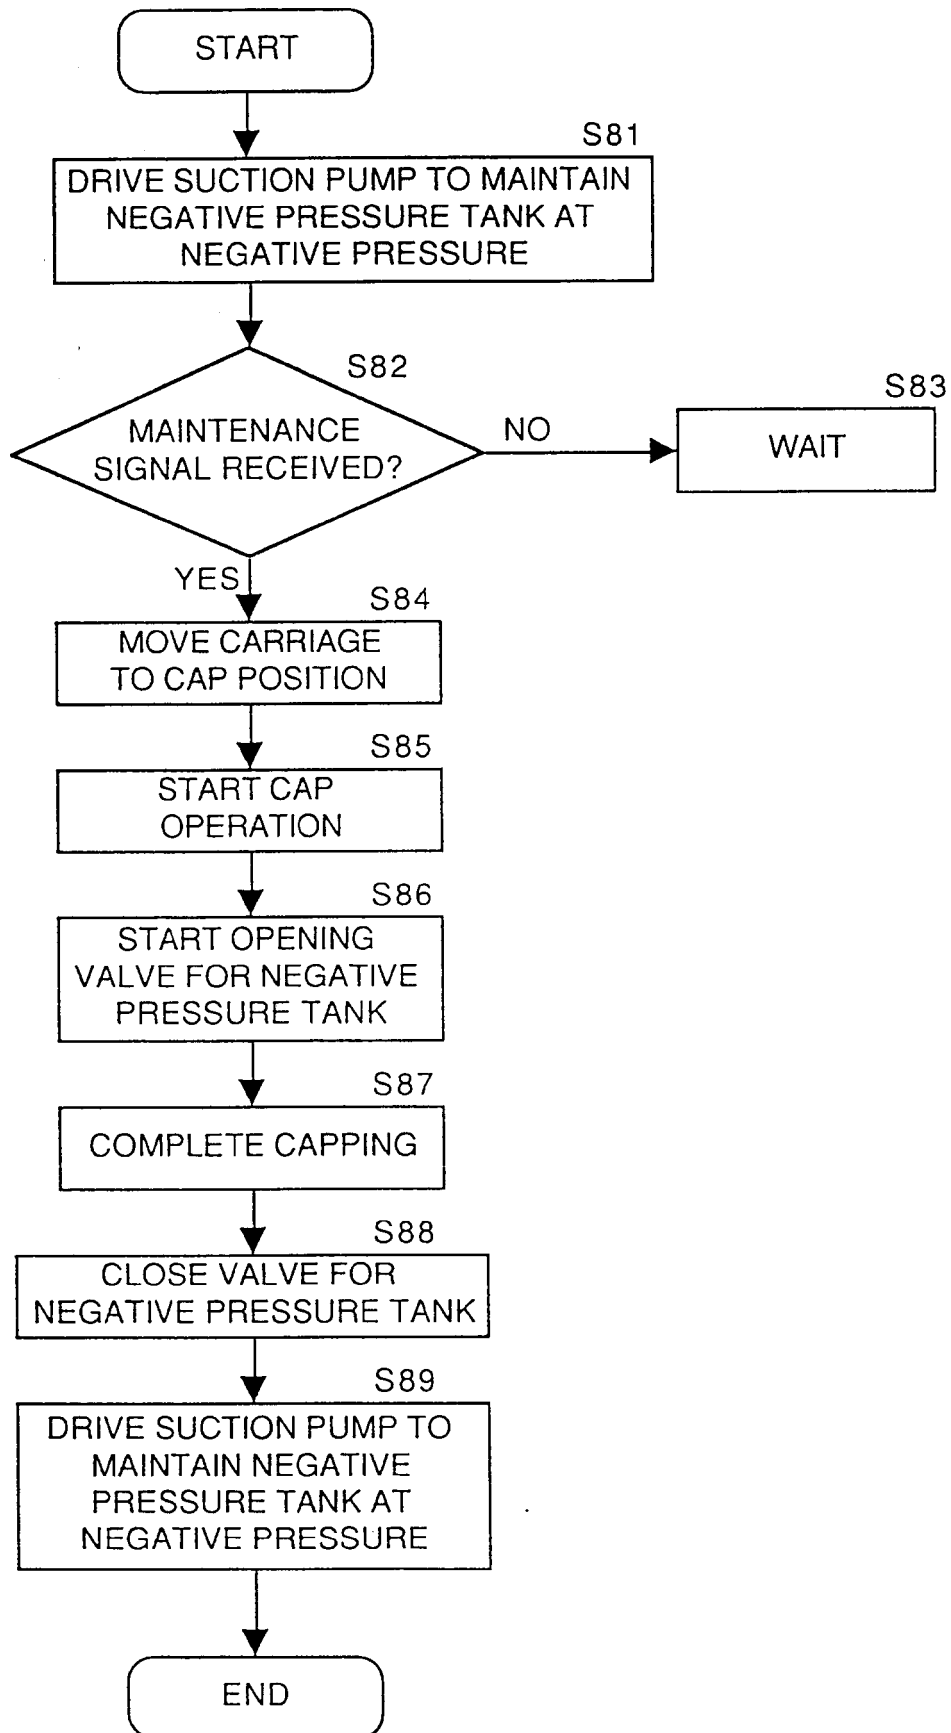 START
S81
DRIVE SUCTION PUMP TO MAINTAIN
NEGATIVE PRESSURE TANK AT
NEGATIVE PRESSURE
S82
MAINTENANCE
SIGNAL RECEIVED?
NO
S83
WAIT
YES
S84
MOVE CARRIAGE
TO CAP POSITION
S85
START CAP
OPERATION
S86
START OPENING
VALVE FOR NEGATIVE
PRESSURE TANK
S87
COMPLETE CAPPING
S88
CLOSE VALVE FOR
NEGATIVE PRESSURE TANK
S89
DRIVE SUCTION PUMP TO
MAINTAIN NEGATIVE
PRESSURE TANK AT
NEGATIVE PRESSURE
END